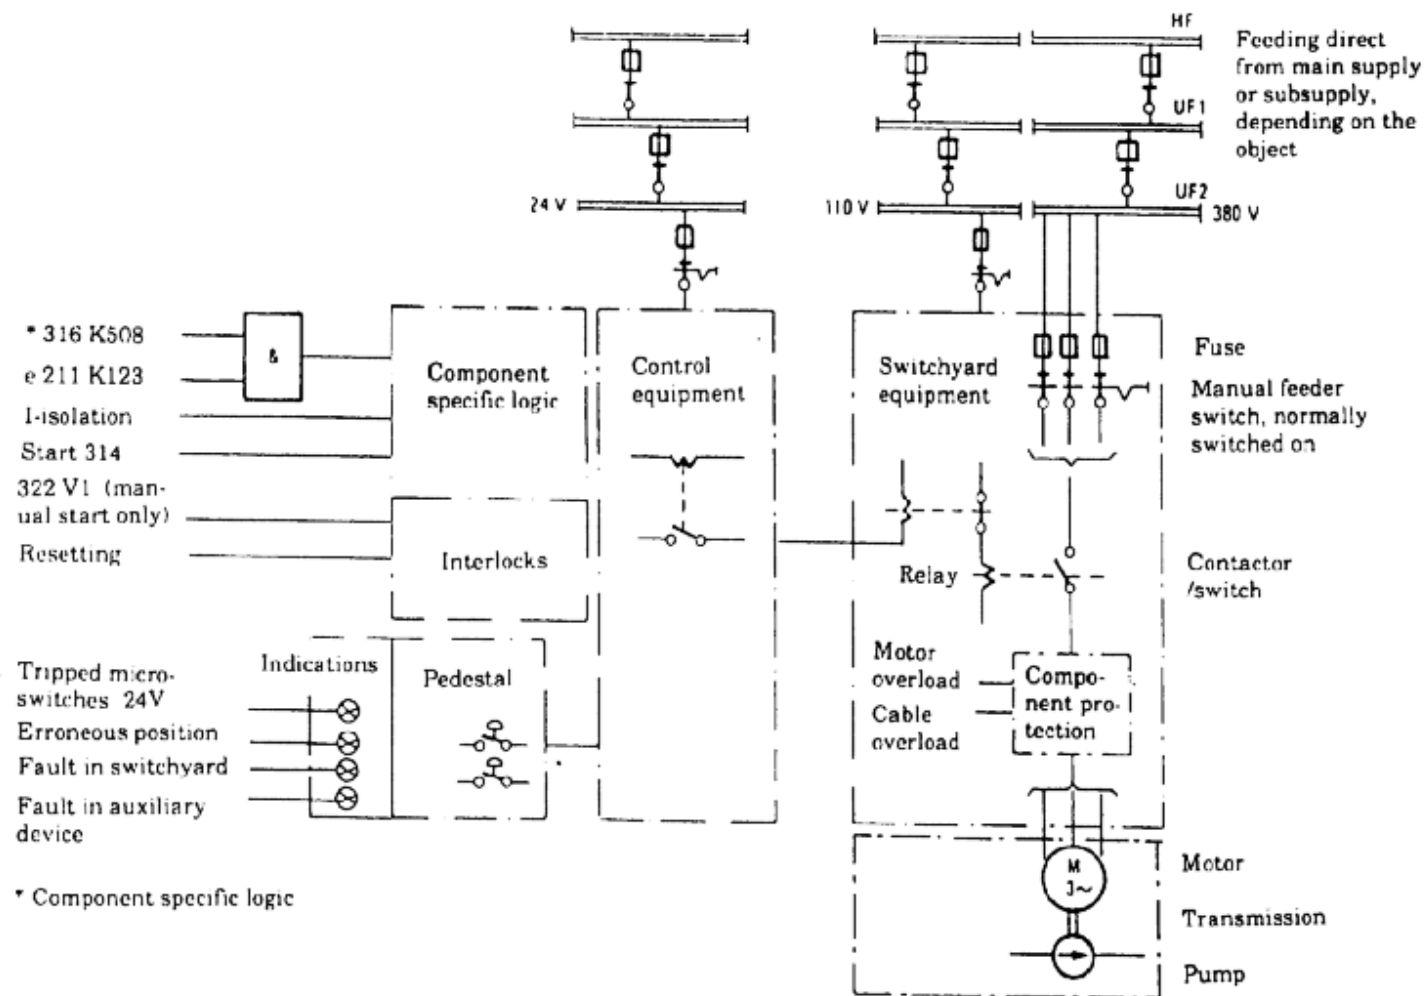 HF
Feeding direct
from main supply
or subsupply,
depending on the
object
UF1
UF2
24 V
110 V
380 V
* 316 K508
e 211 K123
I-isolation
Start 314
322 V1 (man-
ual start only)
Resetting
&
Component
specific logic
Interlocks
Control
equipment
Switchyard
equipment
Fuse
Manual feeder
switch, normally
switched on
Relay
Contactor
/switch
Motor
overload
Cable
overload
Compo-
nent pro-
tection
Indications
Pedestal
Tripped micro-
switches 24V
Erroneous position
Fault in switchyard
Fault in auxiliary
device
* Component specific logic
M
3~
Motor
Transmission
Pump